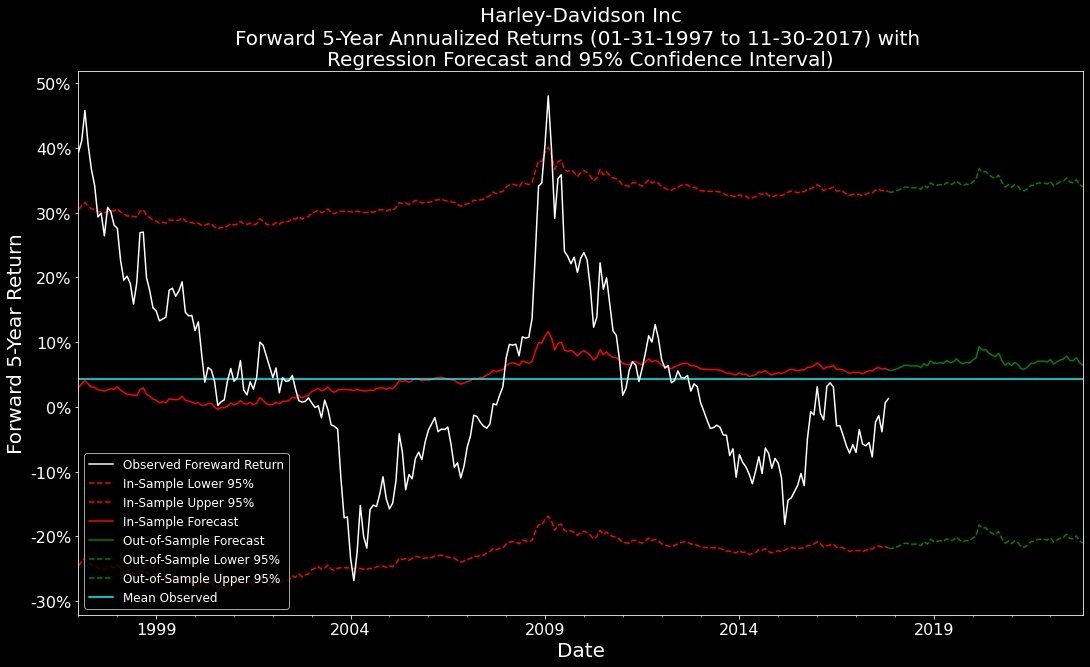 Harley-Davidson Inc
Forward 5-Year Annualized Returns (01-31-1997 to 11-30-2017) with
Regression Forecast and 95% Confidence Interval)
50%
40%
30%
20%
10%
0%
-10%
-20%
-30%
Forward 5-Year Return
Observed Foreward Return
In-Sample Lower 95%
In-Sample Upper 95%
In-Sample Forecast
Out-of-Sample Forecast
Out-of-Sample Lower 95%
Out-of-Sample Upper 95%
Mean Observed
1999
2004
2009
2014
2019
Date